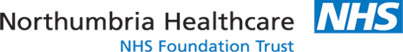 Northumbria Healthcare NHS
NHS Foundation Trust